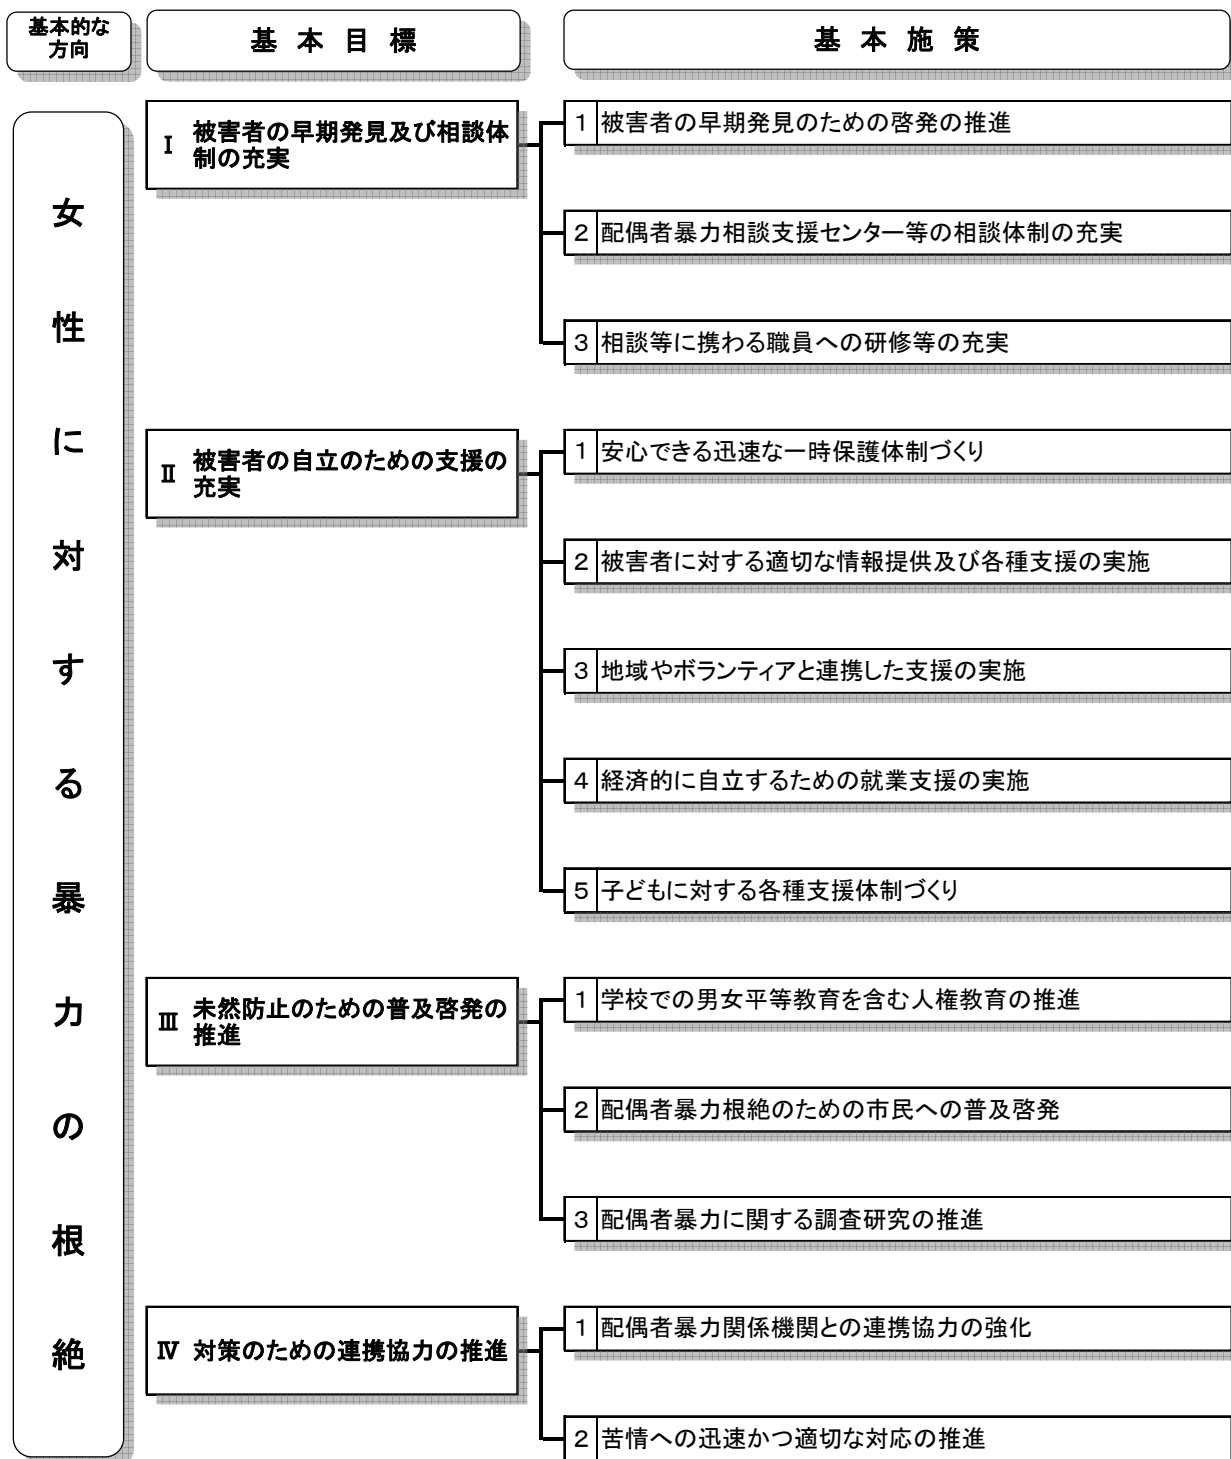 基本的な
方向
基本目標
基本施策
女性に対する暴力の根絶
Ⅰ 被害者の早期発見及び相談体
制の充実
1 被害者の早期発見のための啓発の推進
2 配偶者暴力相談支援センター等の相談体制の充実
3 相談等に携わる職員への研修等の充実
Ⅱ 被害者の自立のための支援の
充実
1 安心できる迅速な一時保護体制づくり
2 被害者に対する適切な情報提供及び各種支援の実施
3 地域やボランティアと連携した支援の実施
4 経済的に自立するための就業支援の実施
5 子どもに対する各種支援体制づくり
Ⅲ 未然防止のための普及啓発の
推進
1 学校での男女平等教育を含む人権教育の推進
2 配偶者暴力根絶のための市民への普及啓発
3 配偶者暴力に関する調査研究の推進
Ⅳ 対策のための連携協力の推進
1 配偶者暴力関係機関との連携協力の強化
2 苦情への迅速かつ適切な対応の推進